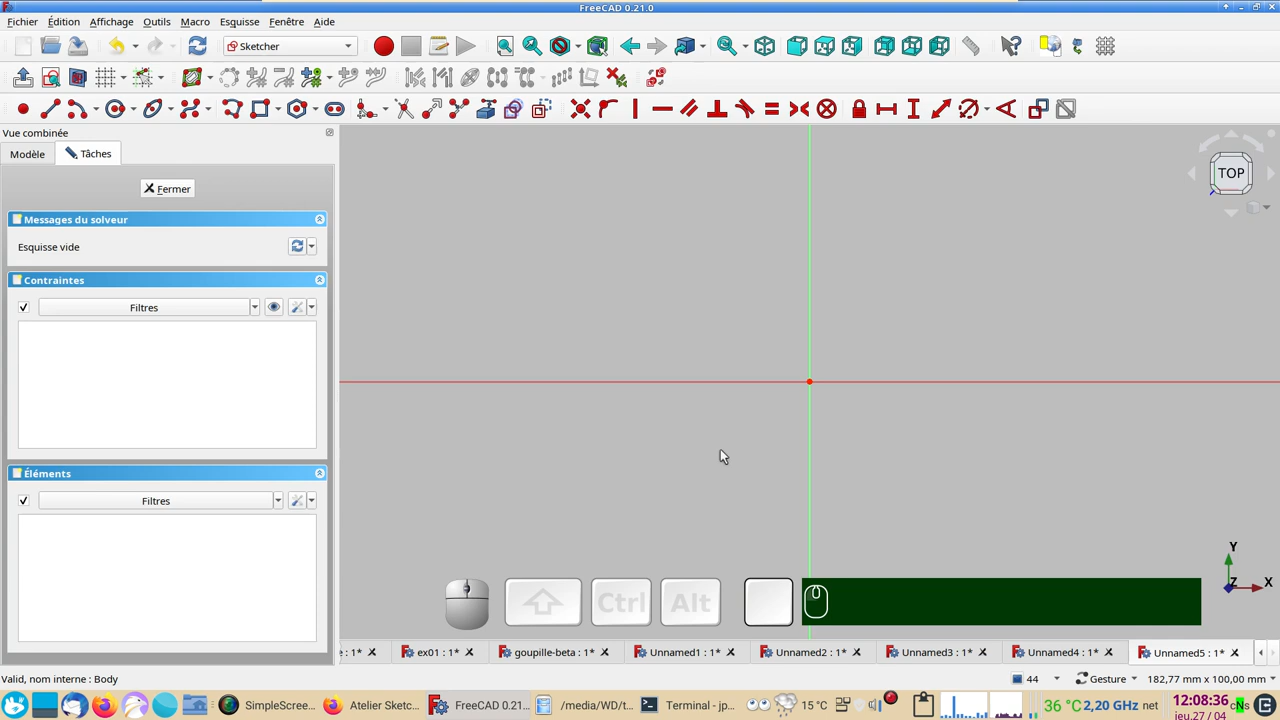 FreeCAD 0.21.0
Fichier Édition Affichage Outils Macro Esquisse Fenêtre Aide
Sketcher
Vue combinée
Modèle Tâches
Fermer
Messages du solveur
Esquisse vide
Contraintes
Filtres
Éléments
Filtres
TOP
Y
Z X
Ctrl Alt
e : 1* ex01 : 1* goupille-beta : 1* Unnamed1 : 1* Unnamed2 : 1* Unnamed3 : 1* Unnamed4 : 1* Unnamed5 : 1*
Valid, nom interne : Body 44 Gesture 182,77 mm x 100,00 mm
SimpleScree... Atelier Sketc... FreeCAD 0.21... /media/WD/t... Terminal - jp... 15 °C 36 °C 2,20 GHz net 12:08:36
jeu.27 / 04